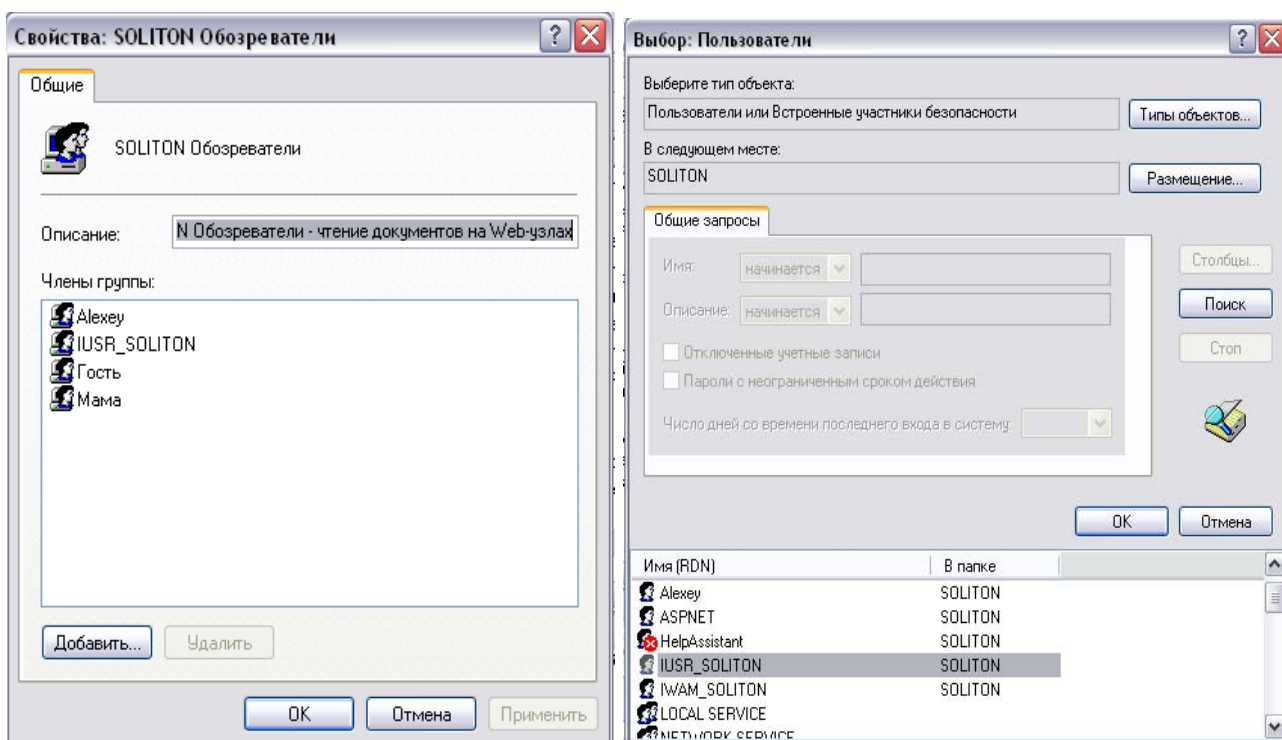 Свойства: SOLITON Обозреватели
Общие
SOLITON Обозреватели
Описание: N Обозреватели - чтение документов на Web-узлах
Члены группы:
Alexey
IUSR_SOLITON
Гость
Мама
Добавить... Удалить
OK Отмена Применить
Выбор: Пользователи
Выберите тип объекта:
Пользователи или Встроенные участники безопасности Типы объектов...
В следующем месте:
SOLITON Размещение...
Общие запросы
Имя: начинается Столбцы...
Описание: начинается Поиск
Отключенные учетные записи Стоп
Пароли с неограниченным сроком действия
Число дней со времени последнего входа в систему:
OK Отмена
Имя (RDN) В папке
Alexey SOLITON
ASPNET SOLITON
HelpAssistant SOLITON
IUSR_SOLITON SOLITON
IWAM_SOLITON SOLITON
LOCAL SERVICE
NETWORK SERVICE